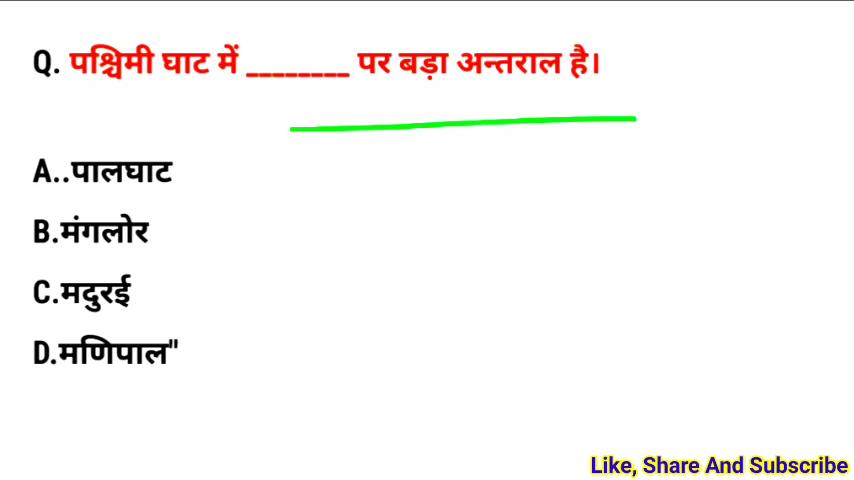 Q. पश्चिमी घाट में ________ पर बड़ा अन्तराल है।
A..पालघाट
B.मंगलोर
C.मदुरई
D.मणिपाल"
Like, Share And Subscribe